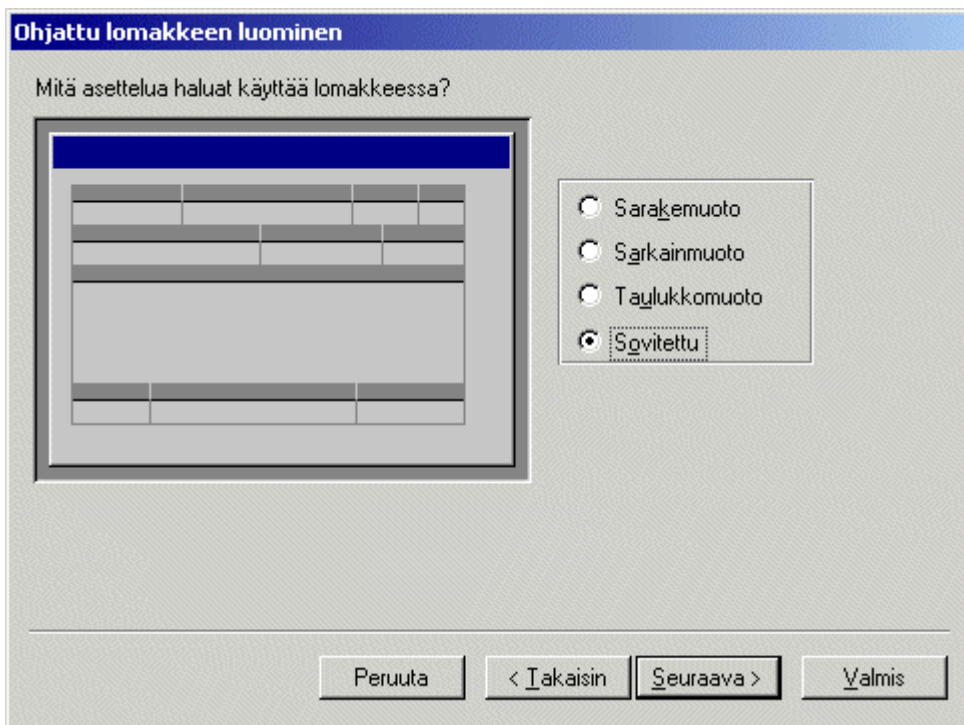 Ohjattu lomakkeen luominen
Mitä asettelua haluat käyttää lomakkeessa?
Sarakemuoto
Sarkainmuoto
Taulukkomuoto
Sovitettu
Peruuta
< Takaisin
Seuraava >
Valmis